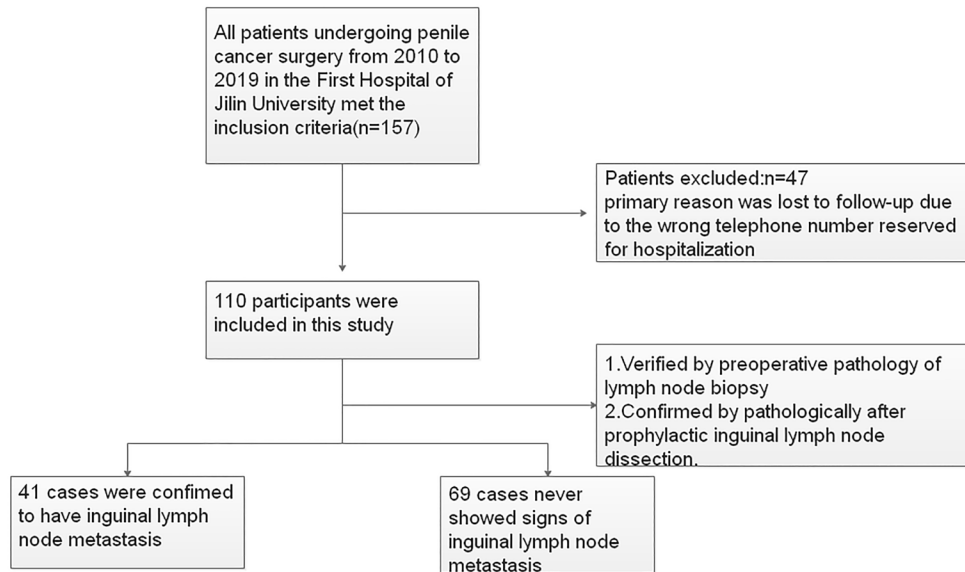 All patients undergoing penile
cancer surgery from 2010 to
2019 in the First Hospital of
Jilin University met the
inclusion criteria(n=157)
Patients excluded:n=47
primary reason was lost to follow-up due
to the wrong telephone number reserved
for hospitalization
110 participants were
included in this study
1.Verified by preoperative pathology of
lymph node biopsy
2.Confirmed by pathologically after
prophylactic inguinal lymph node
dissection.
41 cases were confimed
to have inguinal lymph
node metastasis
69 cases never
showed signs of
inguinal lymph node
metastasis